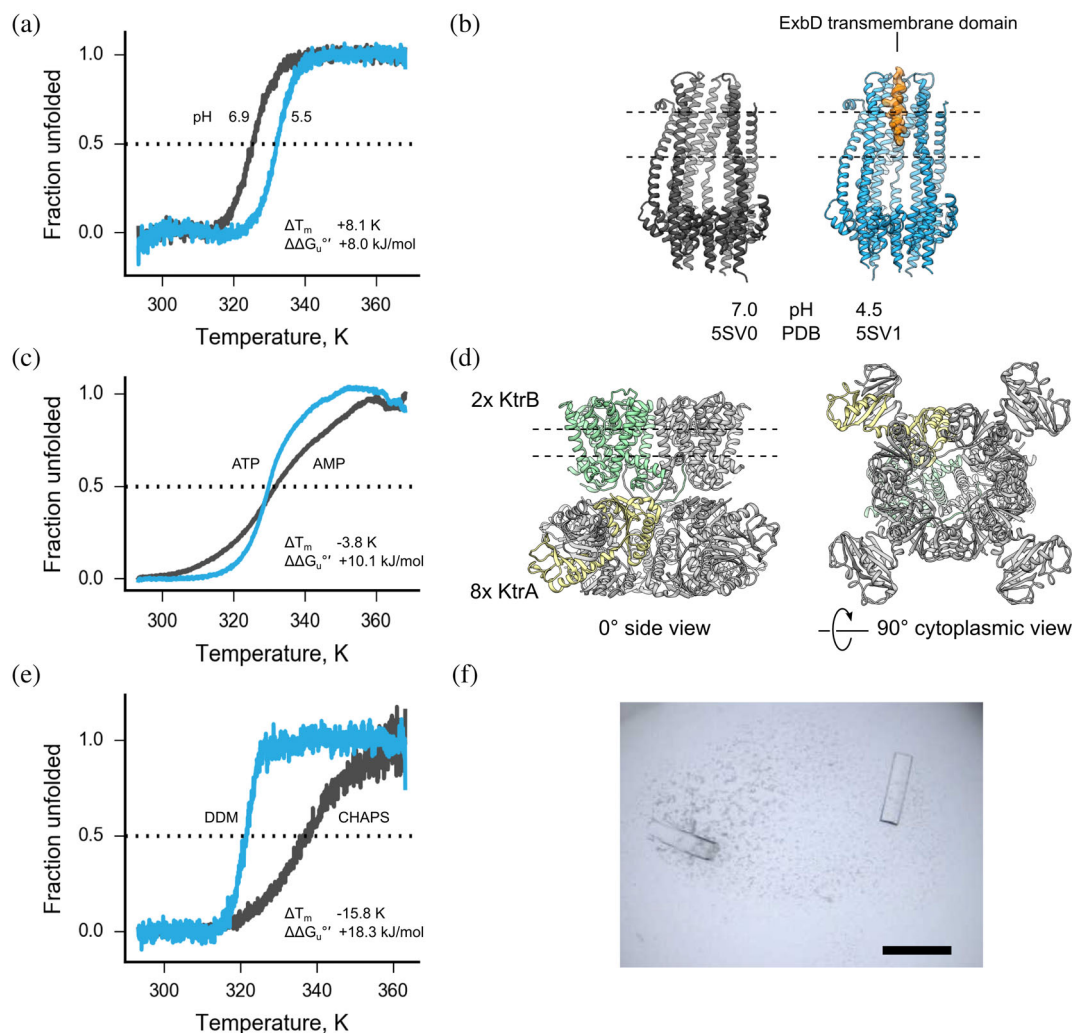 (a)
Fraction unfolded
1.0
0.5
0.0
pH 6.9 5.5
ΔTm +8.1 K
ΔΔGu°′ +8.0 kJ/mol
300 320 340 360
Temperature, K
(b)
ExbD transmembrane domain
7.0 pH 4.5
5SV0 PDB 5SV1
(c)
Fraction unfolded
1.0
0.5
0.0
ATP AMP
ΔTm -3.8 K
ΔΔGu°′ +10.1 kJ/mol
300 320 340 360
Temperature, K
(d)
2x KtrB
8x KtrA
0° side view
90° cytoplasmic view
(e)
Fraction unfolded
1.0
0.5
0.0
DDM CHAPS
ΔTm -15.8 K
ΔΔGu°′ +18.3 kJ/mol
300 320 340 360
Temperature, K
(f)